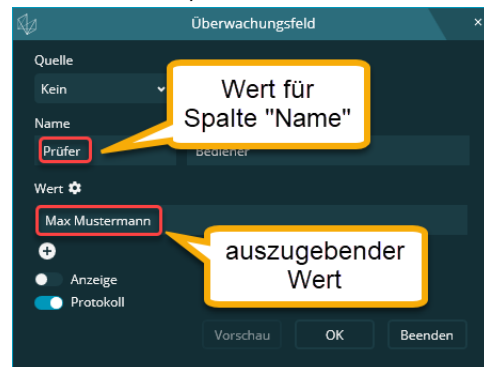 Überwachungsfeld
×
Quelle
Kein
Wert für
Spalte "Name"
Name
Prüfer
Bediener
Wert
Max Mustermann
auszugebender
Wert
Anzeige
Protokoll
Vorschau OK Beenden